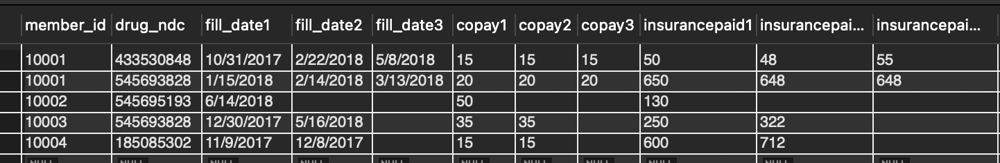 member_id drug_ndc fill_date1 fill_date2 fill_date3 copay1 copay2 copay3 insurancepaid1 insurancepai... insurancepai...
10001 433530848 10/31/2017 2/22/2018 5/8/2018 15 15 15 50 48 55
10001 545693828 1/15/2018 2/14/2018 3/13/2018 20 20 20 650 648 648
10002 545695193 6/14/2018 50 130
10003 545693828 12/30/2017 5/16/2018 35 35 250 322
10004 185085302 11/9/2017 12/8/2017 15 15 600 712
NULL NULL NULL NULL NULL NULL NULL NULL NULL NULL NULL